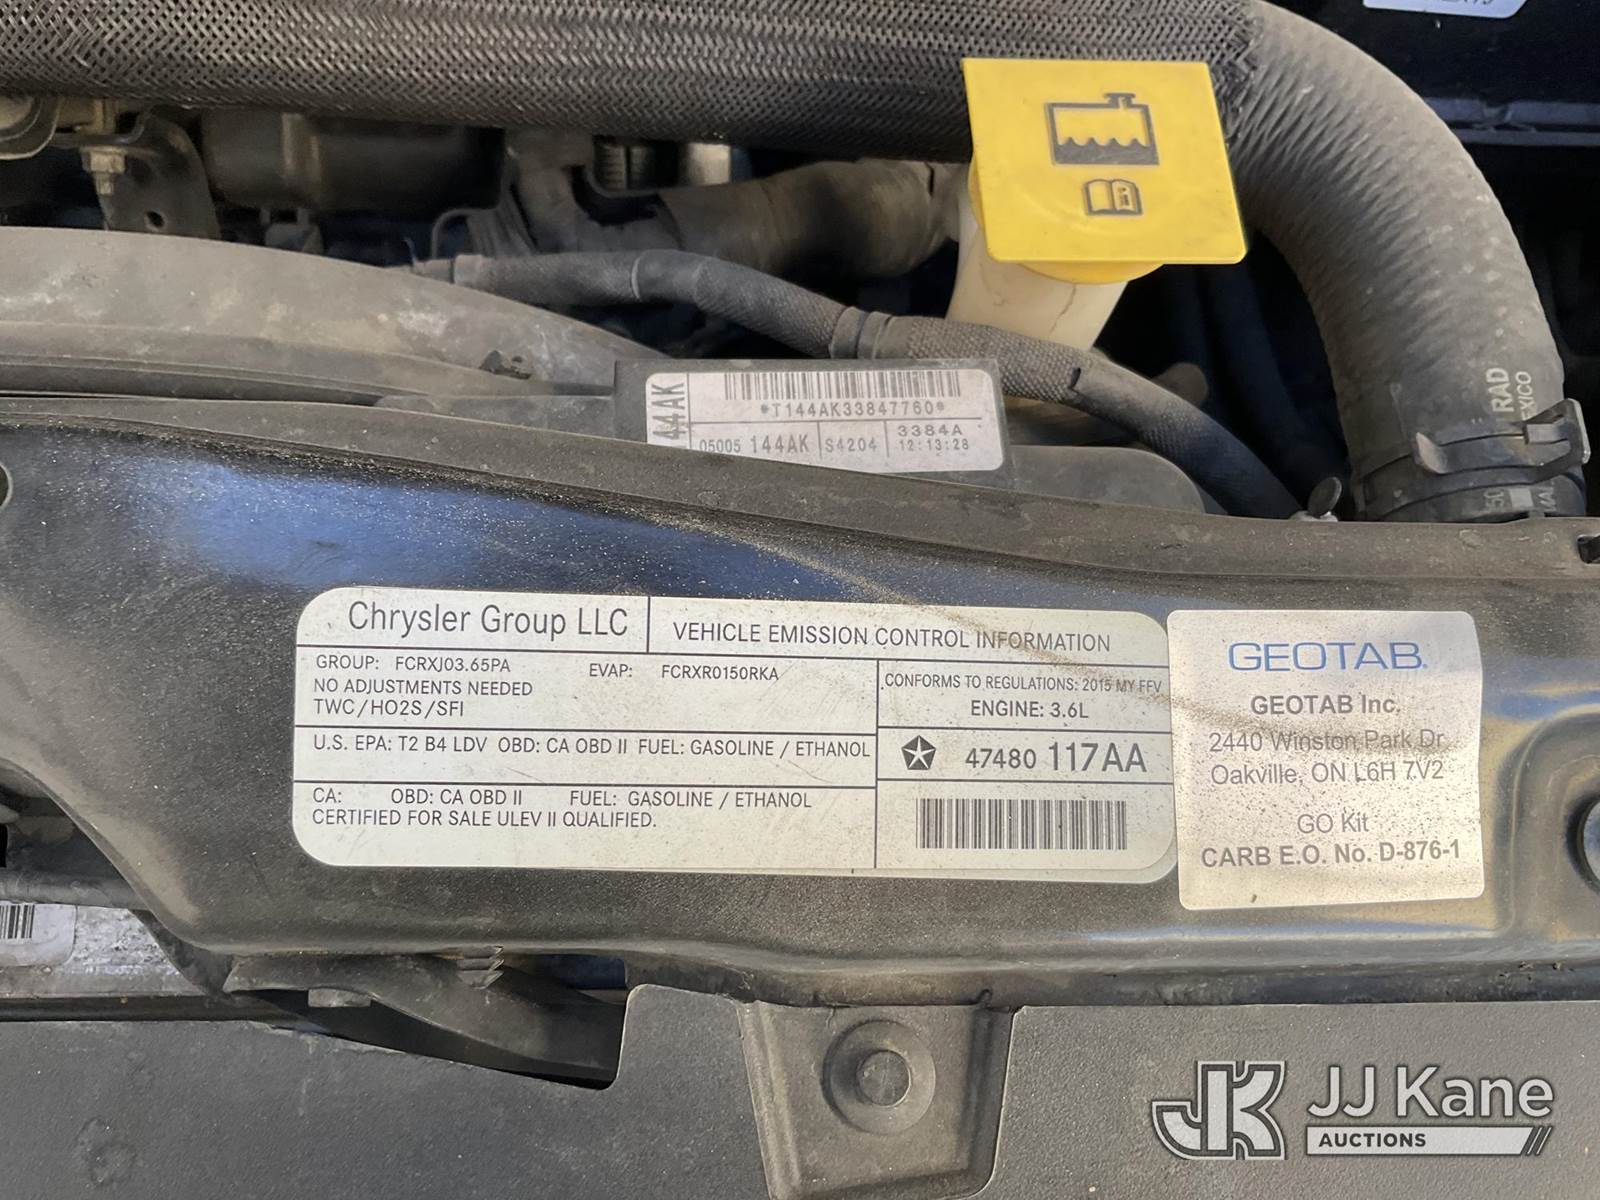 RAD
44AK
*T144AK33847760*
05005 144AK S4204 3384A
12:13:28
Chrysler Group LLC
VEHICLE EMISSION CONTROL INFORMATION
GROUP: FCRXJ03.65PA EVAP: FCRXR0150RKA
NO ADJUSTMENTS NEEDED
TWC/HO2S/SFI
CONFORMS TO REGULATIONS: 2015 MY FFV
ENGINE: 3.6L
U.S. EPA: T2 B4 LDV OBD: CA OBD II FUEL: GASOLINE / ETHANOL
47480 117AA
CA: OBD: CA OBD II FUEL: GASOLINE / ETHANOL
CERTIFIED FOR SALE ULEV II QUALIFIED.
GEOTAB
GEOTAB Inc.
2440 Winston Park Dr
Oakville, ON L6H 7V2
GO Kit
CARB E.O. No. D-876-1
JK JJ Kane
AUCTIONS